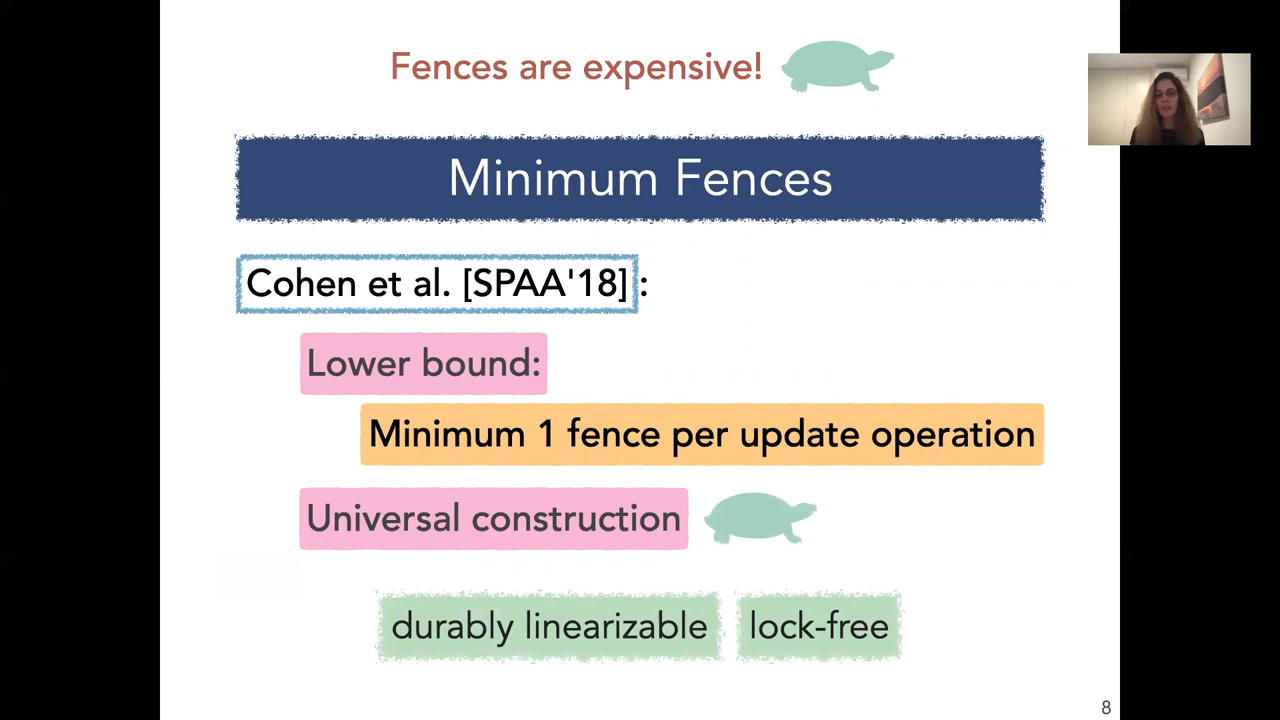 Fences are expensive!
Minimum Fences
Cohen et al. [SPAA'18] :
Lower bound:
Minimum 1 fence per update operation
Universal construction
durably linearizable lock-free
8